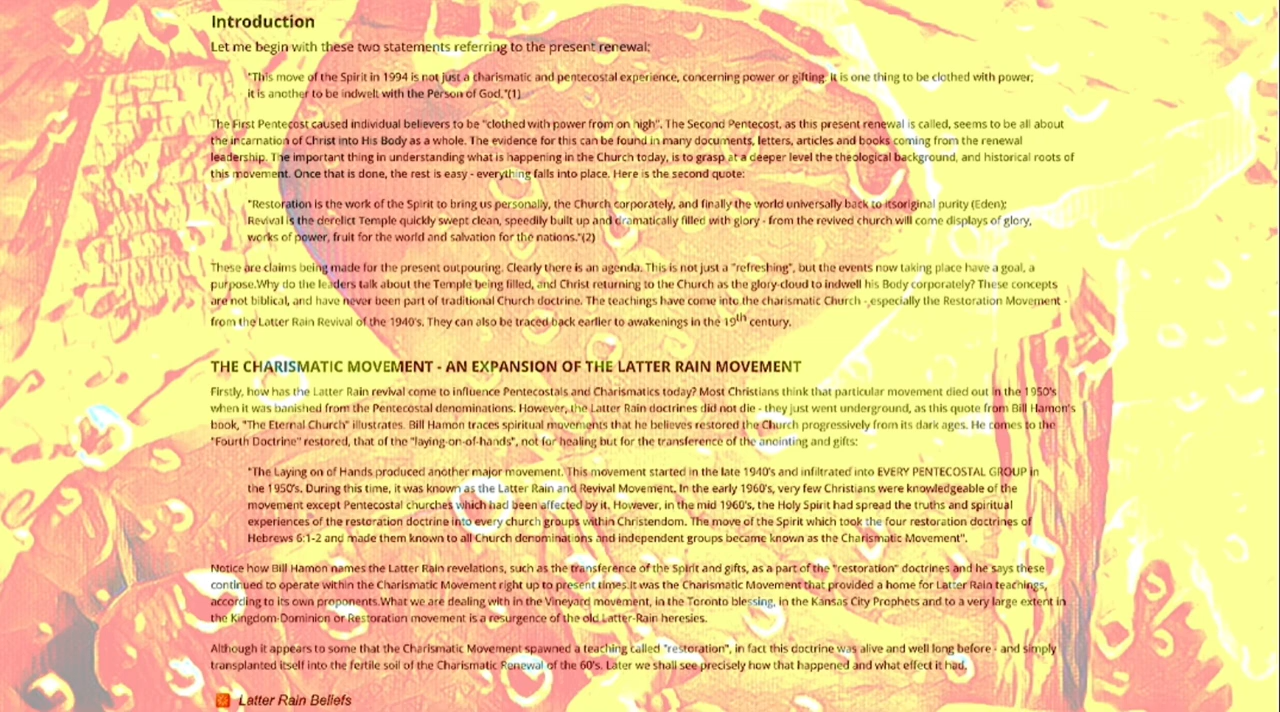 Introduction
Let me begin with these two statements referring to the present renewal;
"This move of the Spirit in 1994 is not just a charismatic and pentecostal experience, concerning power or gifting. It is one thing to be clothed with power;
it is another to be indwelt with the Person of God."(1)
The First Pentecost caused individual believers to be "clothed with power from on high". The Second Pentecost, as this present renewal is called, seems to be all about
the incarnation of Christ into His Body as a whole. The evidence for this can be found in many documents, letters, articles and books coming from the renewal
leadership. The important thing in understanding what is happening in the Church today, is to grasp at a deeper level the theological background, and historical roots of
this movement. Once that is done, the rest is easy - everything falls into place. Here is the second quote:
"Restoration is the work of the Spirit to bring us personally, the Church corporately, and finally the world universally back to itsoriginal purity (Eden);
Revival is the derelict Temple quickly swept clean, speedily built up and dramatically filled with glory - from the revived church will come displays of glory,
works of power, fruit for the world and salvation for the nations."(2)
These are claims being made for the present outpouring. Clearly there is an agenda. This is not just a "refreshing", but the events now taking place have a goal, a
purpose.Why do the leaders talk about the Temple being filled, and Christ returning to the Church as the glory-cloud to indwell his Body corporately? These concepts
are not biblical, and have never been part of traditional Church doctrine. The teachings have come into the charismatic Church - especially the Restoration Movement -
from the Latter Rain Revival of the 1940's. They can also be traced back earlier to awakenings in the 19th century.
THE CHARISMATIC MOVEMENT - AN EXPANSION OF THE LATTER RAIN MOVEMENT
Firstly, how has the Latter Rain revival come to influence Pentecostals and Charismatics today? Most Christians think that particular movement died out in the 1950's
when it was banished from the Pentecostal denominations. However, the Latter Rain doctrines did not die - they just went underground, as this quote from Bill Hamon's
book, "The Eternal Church" illustrates. Bill Hamon traces spiritual movements that he believes restored the Church progressively from its dark ages. He comes to the
"Fourth Doctrine" restored, that of the "laying-on-of-hands", not for healing but for the transference of the anointing and gifts:
"The Laying on of Hands produced another major movement. This movement started in the late 1940's and infiltrated into EVERY PENTECOSTAL GROUP in
the 1950's. During this time, it was known as the Latter Rain and Revival Movement. In the early 1960's, very few Christians were knowledgeable of the
movement except Pentecostal churches which had been affected by it. However, in the mid 1960's, the Holy Spirit had spread the truths and spiritual
experiences of the restoration doctrine into every church groups within Christendom. The move of the Spirit which took the four restoration doctrines of
Hebrews 6:1-2 and made them known to all Church denominations and independent groups became known as the Charismatic Movement".
Notice how Bill Hamon names the Latter Rain revelations, such as the transference of the Spirit and gifts, as a part of the "restoration" doctrines and he says these
continued to operate within the Charismatic Movement right up to present times.It was the Charismatic Movement that provided a home for Latter Rain teachings,
according to its own proponents.What we are dealing with in the Vineyard movement, in the Toronto blessing, in the Kansas City Prophets and to a very large extent in
the Kingdom-Dominion or Restoration movement is a resurgence of the old Latter-Rain heresies.
Although it appears to some that the Charismatic Movement spawned a teaching called "restoration", in fact this doctrine was alive and well long before - and simply
transplanted itself into the fertile soil of the Charismatic Renewal of the 60's. Later we shall see precisely how that happened and what effect it had.
Latter Rain Beliefs